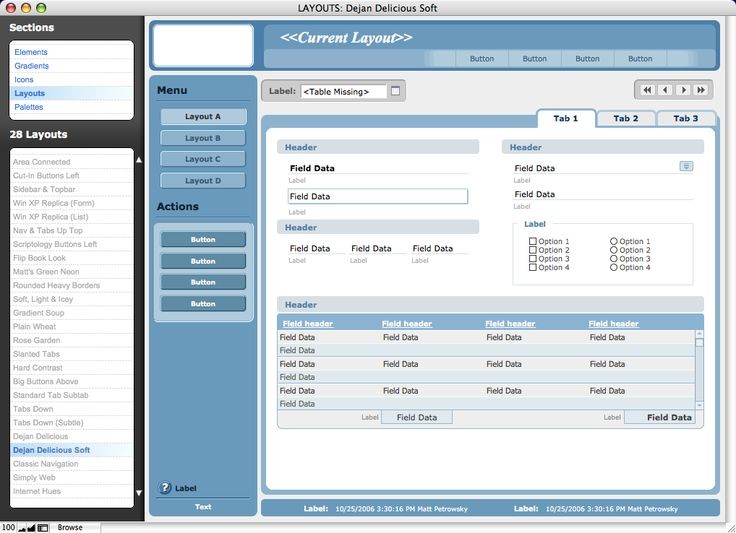 LAYOUTS: Dejan Delicious Soft
Sections
Elements
Gradients
Icons
Layouts
Palettes
28 Layouts
Area Connected
Cut-In Buttons Left
Sidebar & Topbar
Win XP Replica (Form)
Win XP Replica (List)
Nav & Tabs Up Top
Scriptology Buttons Left
Flip Book Look
Matt's Green Neon
Rounded Heavy Borders
Soft, Light & Icey
Gradient Soup
Plain Wheat
Rose Garden
Slanted Tabs
Hard Contrast
Big Buttons Above
Standard Tab Subtab
Tabs Down
Tabs Down (Subtle)
Dejan Delicious
Dejan Delicious Soft
Classic Navigation
Simply Web
Internet Hues
100 Browse
<<Current Layout>>
Button Button Button Button
Menu
Layout A
Layout B
Layout C
Layout D
Actions
Button
Button
Button
Button
Label
Text
Label: <Table Missing>
Tab 1 Tab 2 Tab 3
Header
Field Data
Label
Field Data
Label
Header
Field Data Field Data Field Data
Label Label Label
Header
Field Data
Label
Field Data
Label
Label
Option 1 Option 1
Option 2 Option 2
Option 3 Option 3
Option 4 Option 4
Header
Field header Field header Field header Field header
Field Data Field Data Field Data Field Data
Field Data
Field Data Field Data Field Data Field Data
Field Data
Field Data Field Data Field Data Field Data
Field Data
Label Field Data Label Field Data
Label: 10/25/2006 3:30:16 PM Matt Petrowsky Label: 10/25/2006 3:30:16 PM Matt Petrowsky